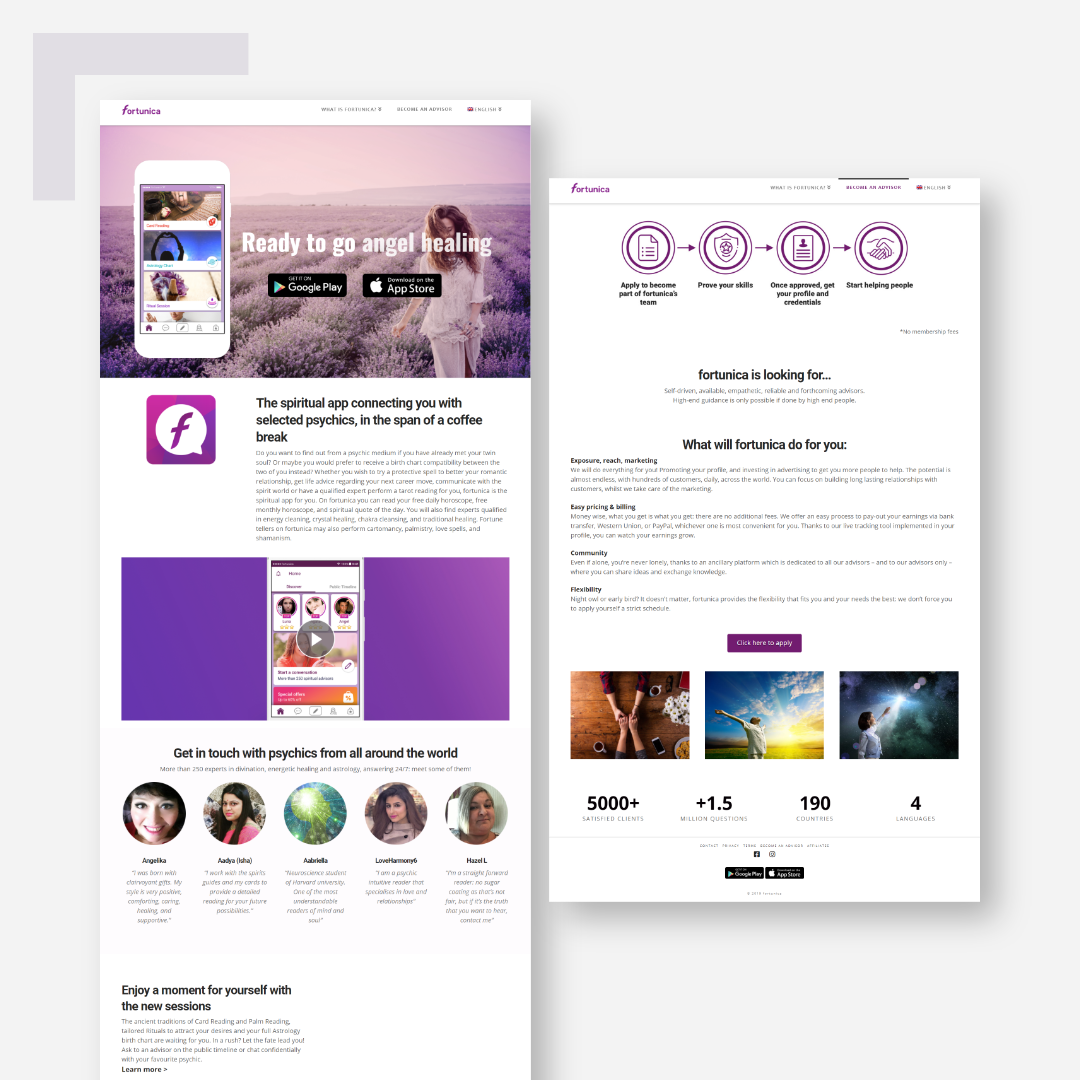 fortunica
WHAT IS FORTUNICA?
BECOME AN ADVISOR
ENGLISH
Card Reading
Astrology Chart
Ritual Session
Ready to go angel healing
GET IT ON
Google Play
Download on the
App Store
The spiritual app connecting you with
selected psychics, in the span of a coffee
break
Do you want to find out from a psychic medium if you have already met your twin
soul? Or maybe you would prefer to receive a birth chart compatibility between the
two of you instead? Whether you wish to try a protective spell to better your romantic
relationship, get life advice regarding your next career move, communicate with the
spirit world or have a qualified expert perform a tarot reading for you, fortunica is the
spiritual app for you. On fortunica you can read your free daily horoscope, free
monthly horoscope, and spiritual quote of the day. You will also find experts qualified
in energy cleaning, crystal healing, chakra cleansing, and traditional healing. Fortune
tellers on fortunica may also perform cartomancy, palmistry, love spells, and
shamanism.
Home
Discover
Public Timeline
Luna
Angel
Start a conversation
More than 250 spiritual advisors
Special offers
Up to 60% off
Get in touch with psychics from all around the world
More than 250 experts in divination, energetic healing and astrology, answering 24/7: meet some of them!
Angelika
"I was born with
clairvoyant gifts. My
style is very positive,
comforting, caring,
healing, and
supportive."
Aadya (Isha)
"I work with the spirits
guides and my cards to
provide a detailed
reading for your future
possibilities."
Aabriella
"Neuroscience student
of Harvard university.
One of the most
understandable
readers of mind and
soul"
LoveHarmony6
"I am a psychic
intuitive reader that
specialises in love and
relationships"
Hazel L
"I'm a straight forward
reader: no sugar
coating as that's not
fair, but if it's the truth
that you want to hear,
contact me"
Enjoy a moment for yourself with
the new sessions
The ancient traditions of Card Reading and Palm Reading,
tailored Rituals to attract your desires and your full Astrology
birth chart are waiting for you. In a rush? Let the fate lead you!
Ask to an advisor on the public timeline or chat confidentially
with your favourite psychic.
Learn more >
fortunica
WHAT IS FORTUNICA?
BECOME AN ADVISOR
ENGLISH
Apply to become
part of fortunica's
team
Prove your skills
Once approved, get
your profile and
credentials
Start helping people
*No membership fees
fortunica is looking for...
Self-driven, available, empathetic, reliable and forthcoming advisors.
High-end guidance is only possible if done by high end people.
What will fortunica do for you:
Exposure, reach, marketing
We will do everything for your Promoting your profile, and investing in advertising to get you more people to help. The potential is
almost endless, with hundreds of customers, daily, across the world. You can focus on building long lasting relationships with
customers, whilst we take care of the marketing.
Easy pricing & billing
Money wise, what you get is what you get: there are no additional fees. We offer an easy process to pay-out your earnings via bank
transfer, Western Union, or PayPal, whichever one is most convenient for you. Thanks to our live tracking tool implemented in your
profile, you can watch your earnings grow.
Community
Even if alone, you're never lonely, thanks to an ancillary platform which is dedicated to all our advisors – and to our advisors only –
where you can share ideas and exchange knowledge.
Flexibility
Night owl or early bird? It doesn't matter, fortunica provides the flexibility that fits you and your needs the best: we don't force you
to apply yourself a strict schedule.
Click here to apply
5000+
SATISFIED CLIENTS
+1.5
MILLION QUESTIONS
190
COUNTRIES
4
LANGUAGES
CONTACT PRIVACY TERMS BECOME AN ADVISOR AFFILIATES
Google Play
App Store
© 2019 fortunica